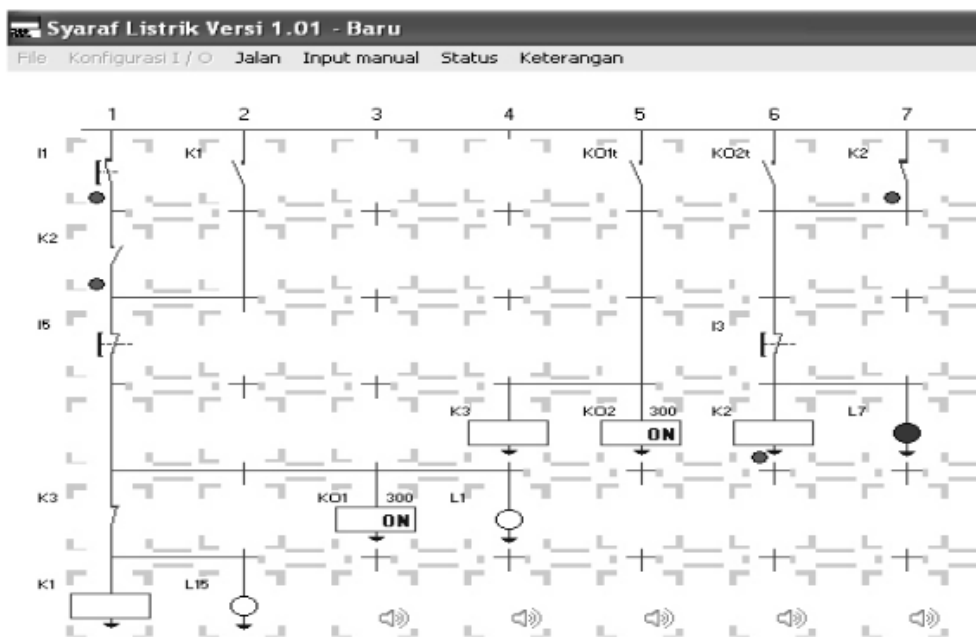 Syaraf Listrik Versi 1.01 - Baru
File Konfigurasi I / O Jalan Input manual Status Keterangan
1 2 3 4 5 6 7
I1 K1 KO1t KO2t K2
K2
I5 I3
K3 KO2 300 K2 L7
ON
K3 KO1 300 L1
ON
K1 L15